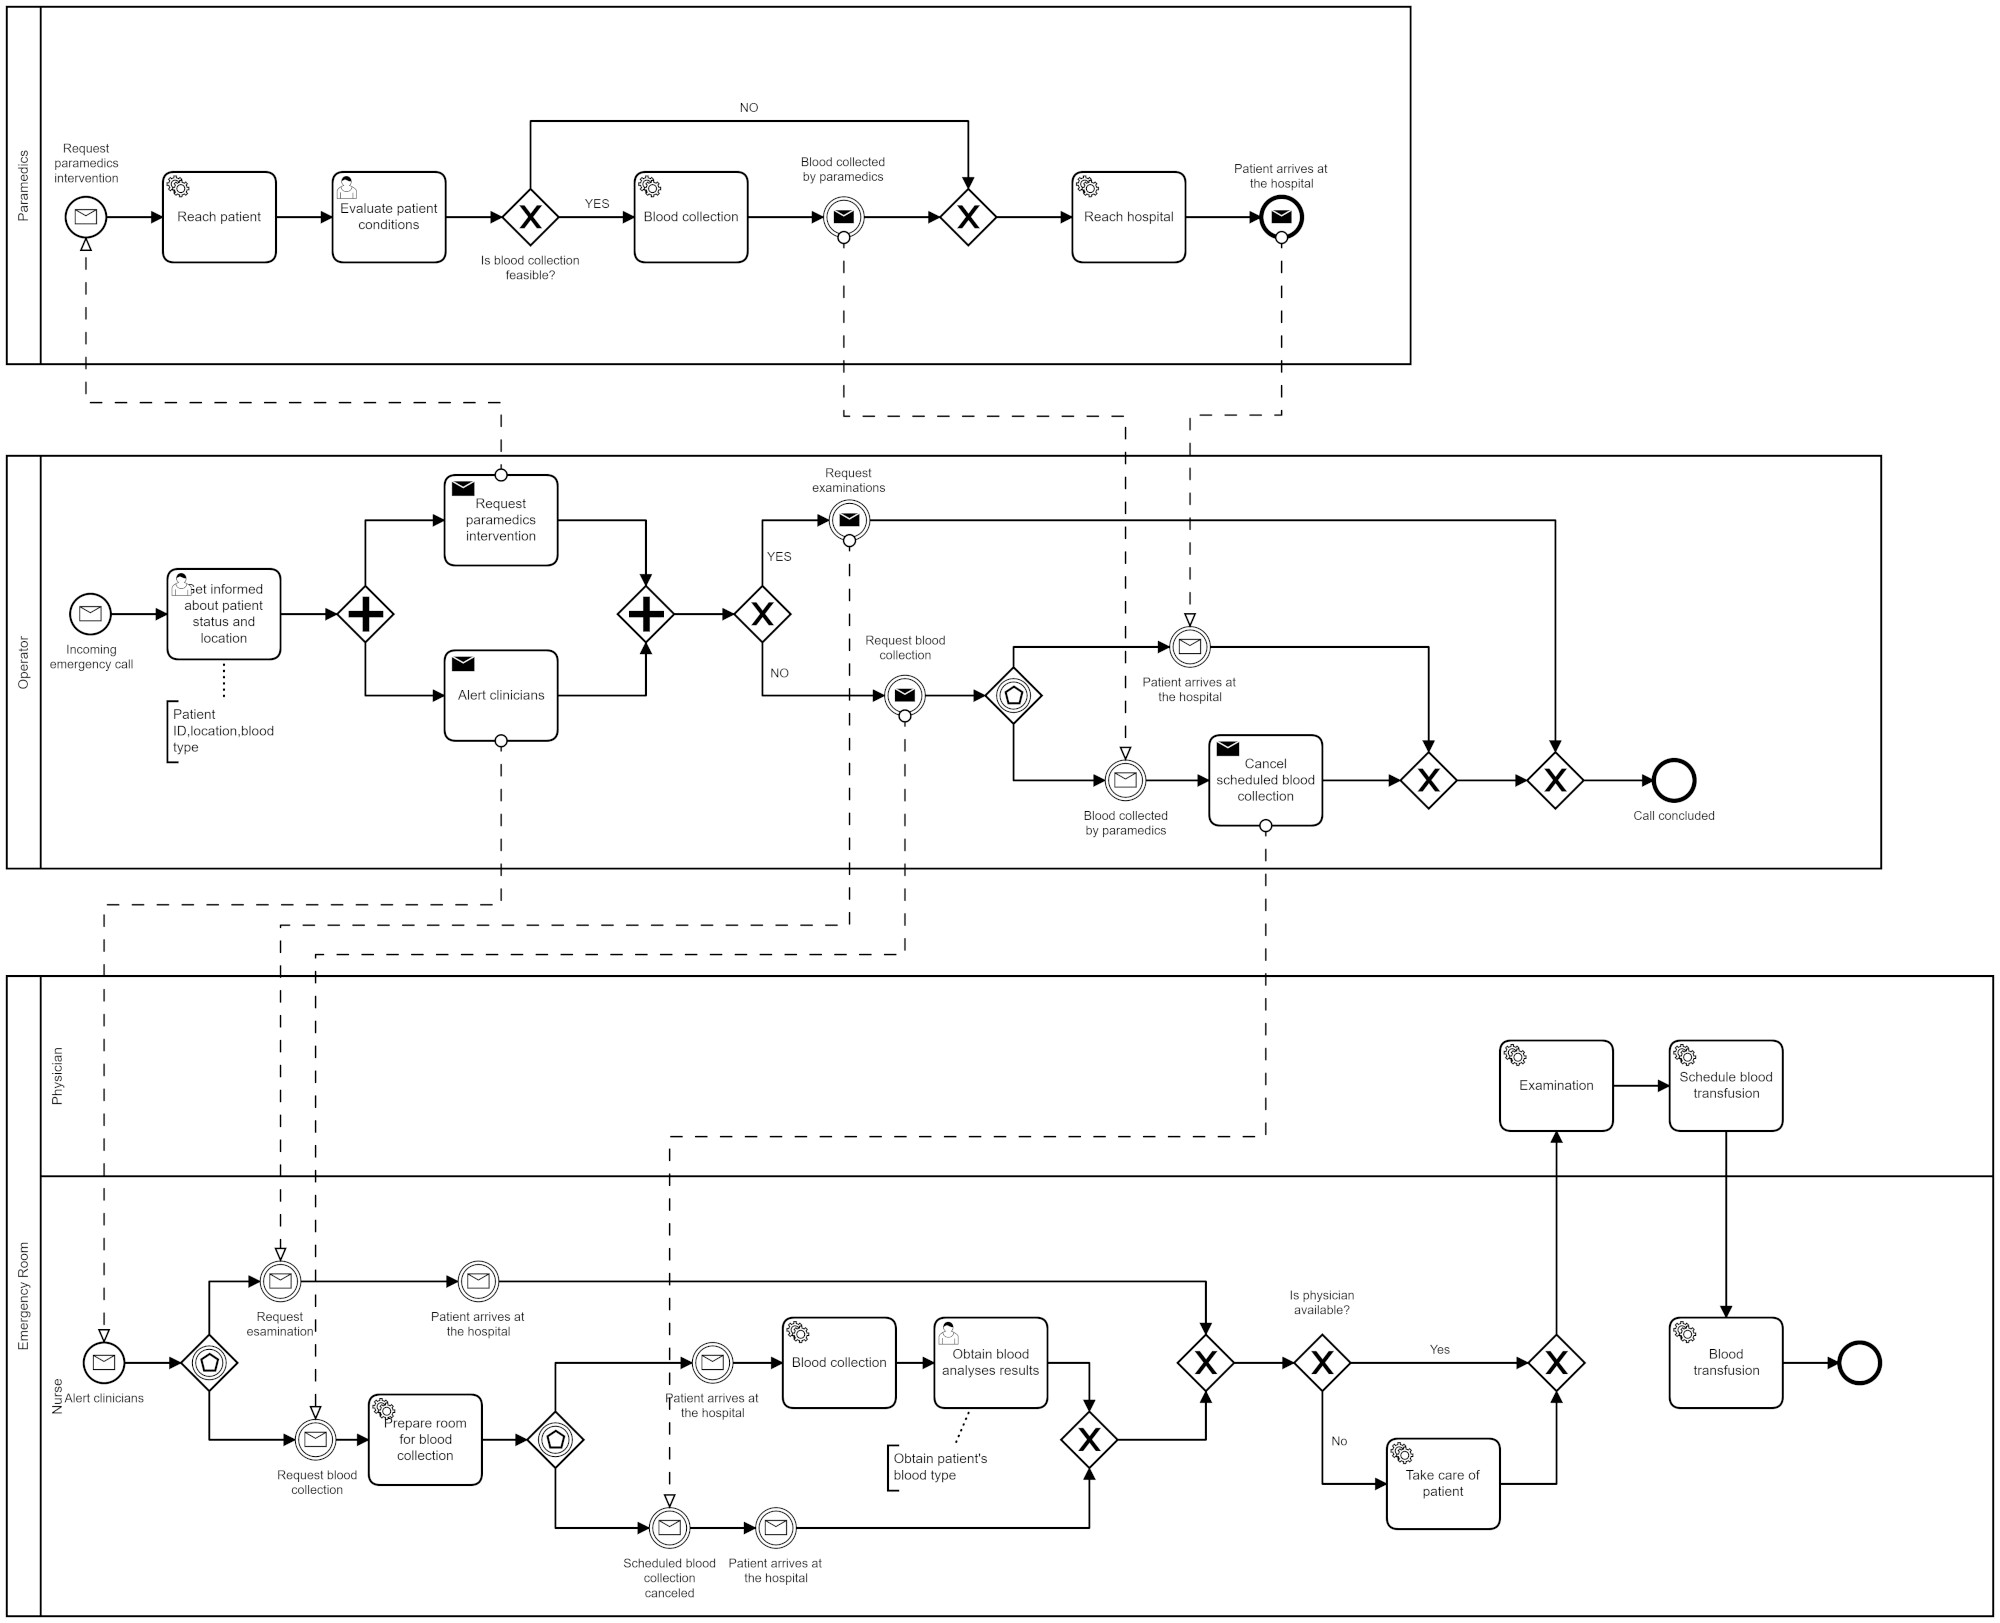 Paramedics
Request
paramedics
intervention
Reach patient
Evaluate patient
conditions
Is blood collection
feasible?
NO
YES
Blood collection
Blood collected
by paramedics
Reach hospital
Patient arrives at
the hospital
Operator
Incoming
emergency call
Get informed
about patient
status and
location
Patient
ID,location,blood
type
Request
paramedics
intervention
Alert clinicians
YES
NO
Request
examinations
Request blood
collection
Patient arrives at
the hospital
Blood collected
by paramedics
Cancel
scheduled blood
collection
Call concluded
Emergency Room
Physician
Examination
Schedule blood
transfusion
Nurse
Alert clinicians
Request
esamination
Patient arrives at
the hospital
Request blood
collection
Prepare room
for blood
collection
Patient arrives at
the hospital
Blood collection
Obtain blood
analyses results
Obtain patient's
blood type
Scheduled blood
collection
canceled
Patient arrives at
the hospital
Is physician
available?
Yes
No
Take care of
patient
Blood
transfusion